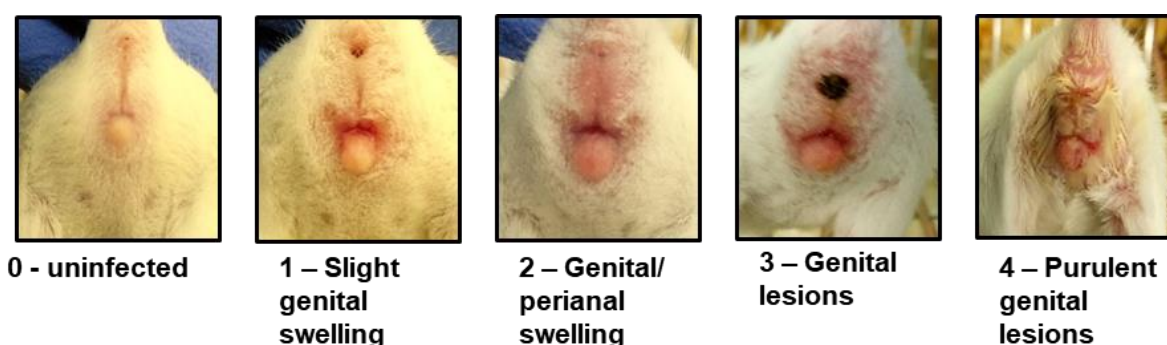 0 - uninfected
1 – Slight
genital
swelling
2 – Genital/
perianal
swelling
3 – Genital
lesions
4 – Purulent
genital
lesions